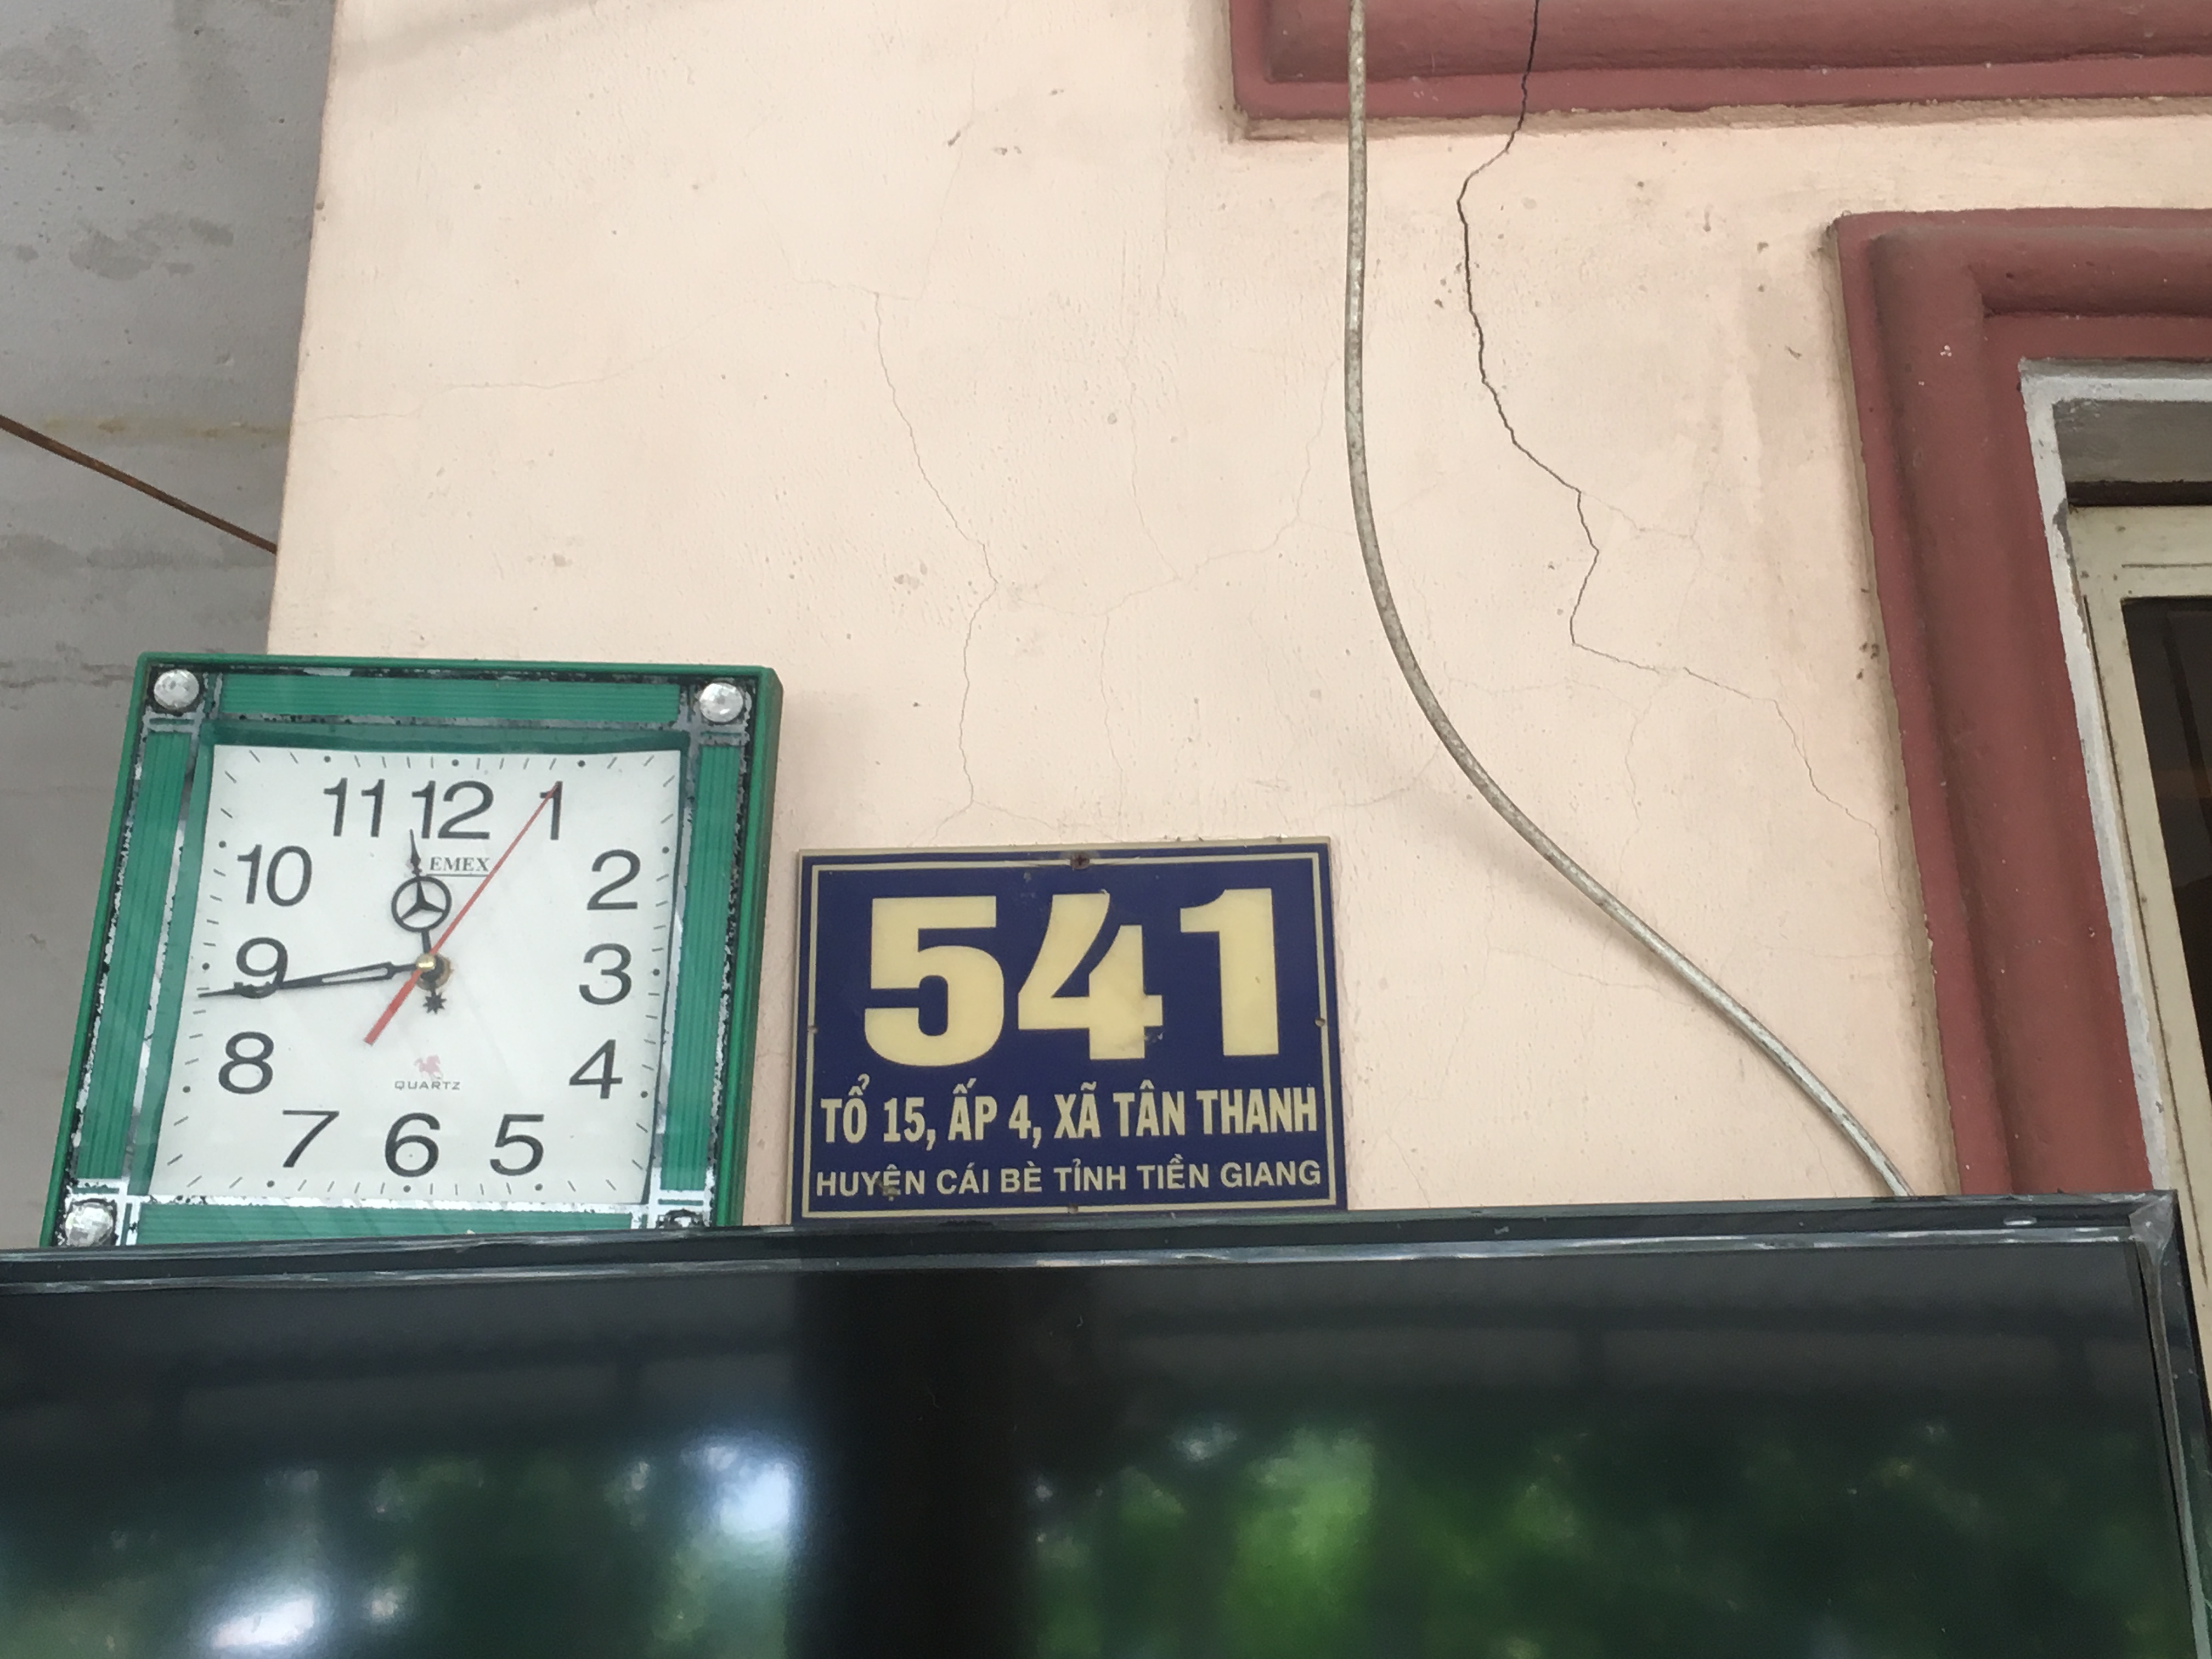 11 12 1
EMEX
10 2
9 3
8 4
QUARTZ
7 6 5
541
TỔ 15, ẤP 4, XÃ TÂN THANH
HUYỆN CÁI BÈ TỈNH TIỀN GIANG